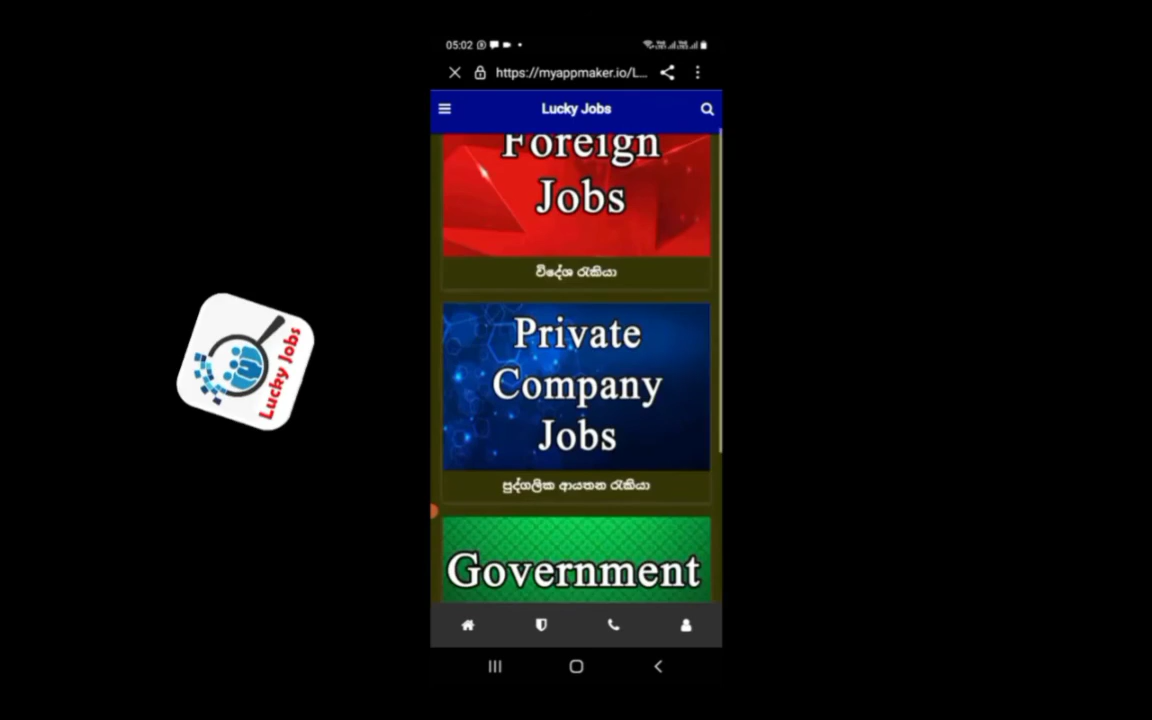 05:02
https://myappmaker.io/L...
Lucky Jobs
Foreign
Jobs
විදේශ රැකියා
Private
Company
Jobs
පුද්ගලික ආයතන රැකියා
Government
Lucky Jobs